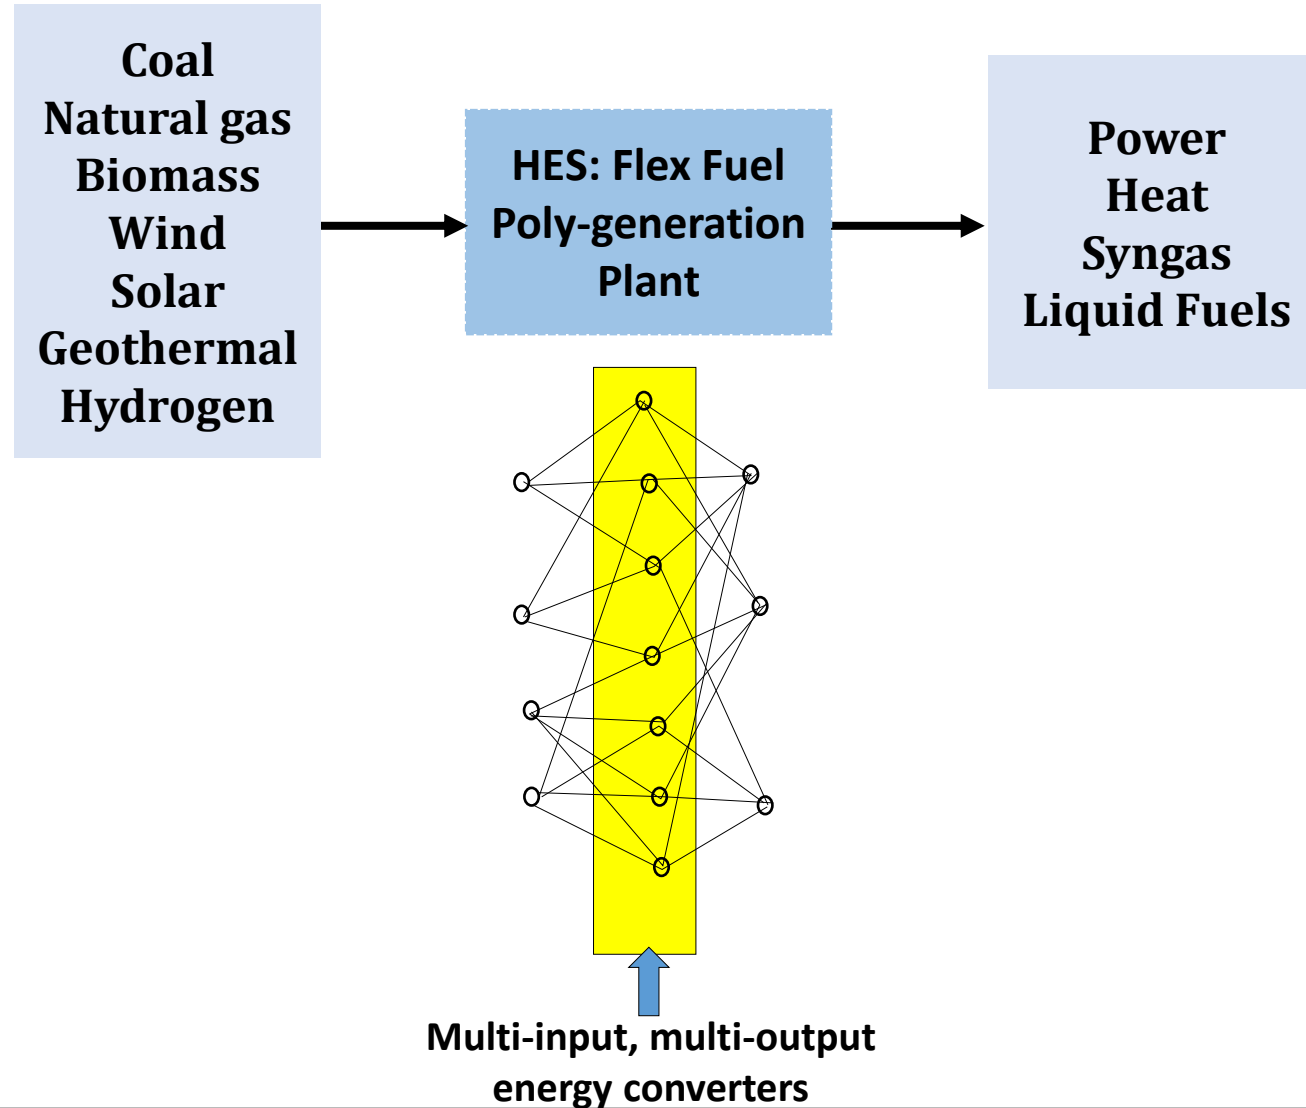 Coal
Natural gas
Biomass
Wind
Solar
Geothermal
Hydrogen
HES: Flex Fuel
Poly-generation
Plant
Power
Heat
Syngas
Liquid Fuels
Multi-input, multi-output
energy converters